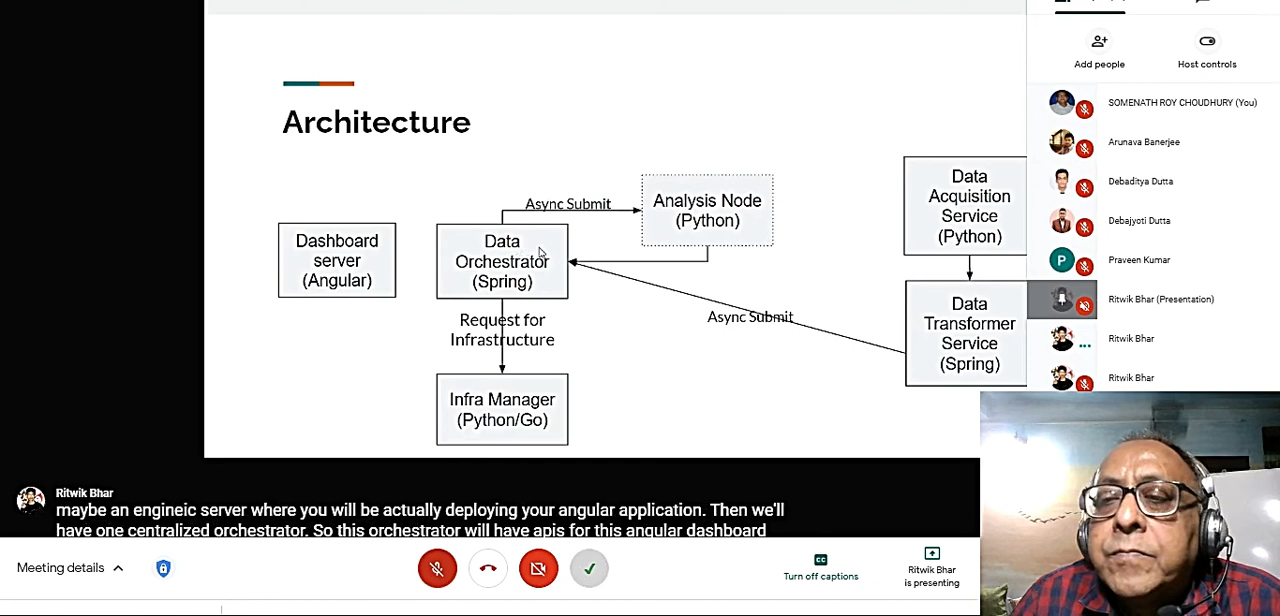 Architecture
Async Submit
Analysis Node
(Python)
Data
Acquisition
Service
(Python)
Dashboard
server
(Angular)
Data
Orchestrator
(Spring)
Request for
Infrastructure
Async Submit
Data
Transformer
Service
(Spring)
Infra Manager
(Python/Go)
Add people
Host controls
SOMENATH ROY CHOUDHURY (You)
Arunava Banerjee
Debaditya Dutta
Debajyoti Dutta
P
Praveen Kumar
Ritwik Bhar (Presentation)
Ritwik Bhar
Ritwik Bhar
Ritwik Bhar
maybe an engineic server where you will be actually deploying your angular application. Then we'll
have one centralized orchestrator. So this orchestrator will have apis for this angular dashboard
Meeting details
CC
Turn off captions
Ritwik Bhar
is presenting